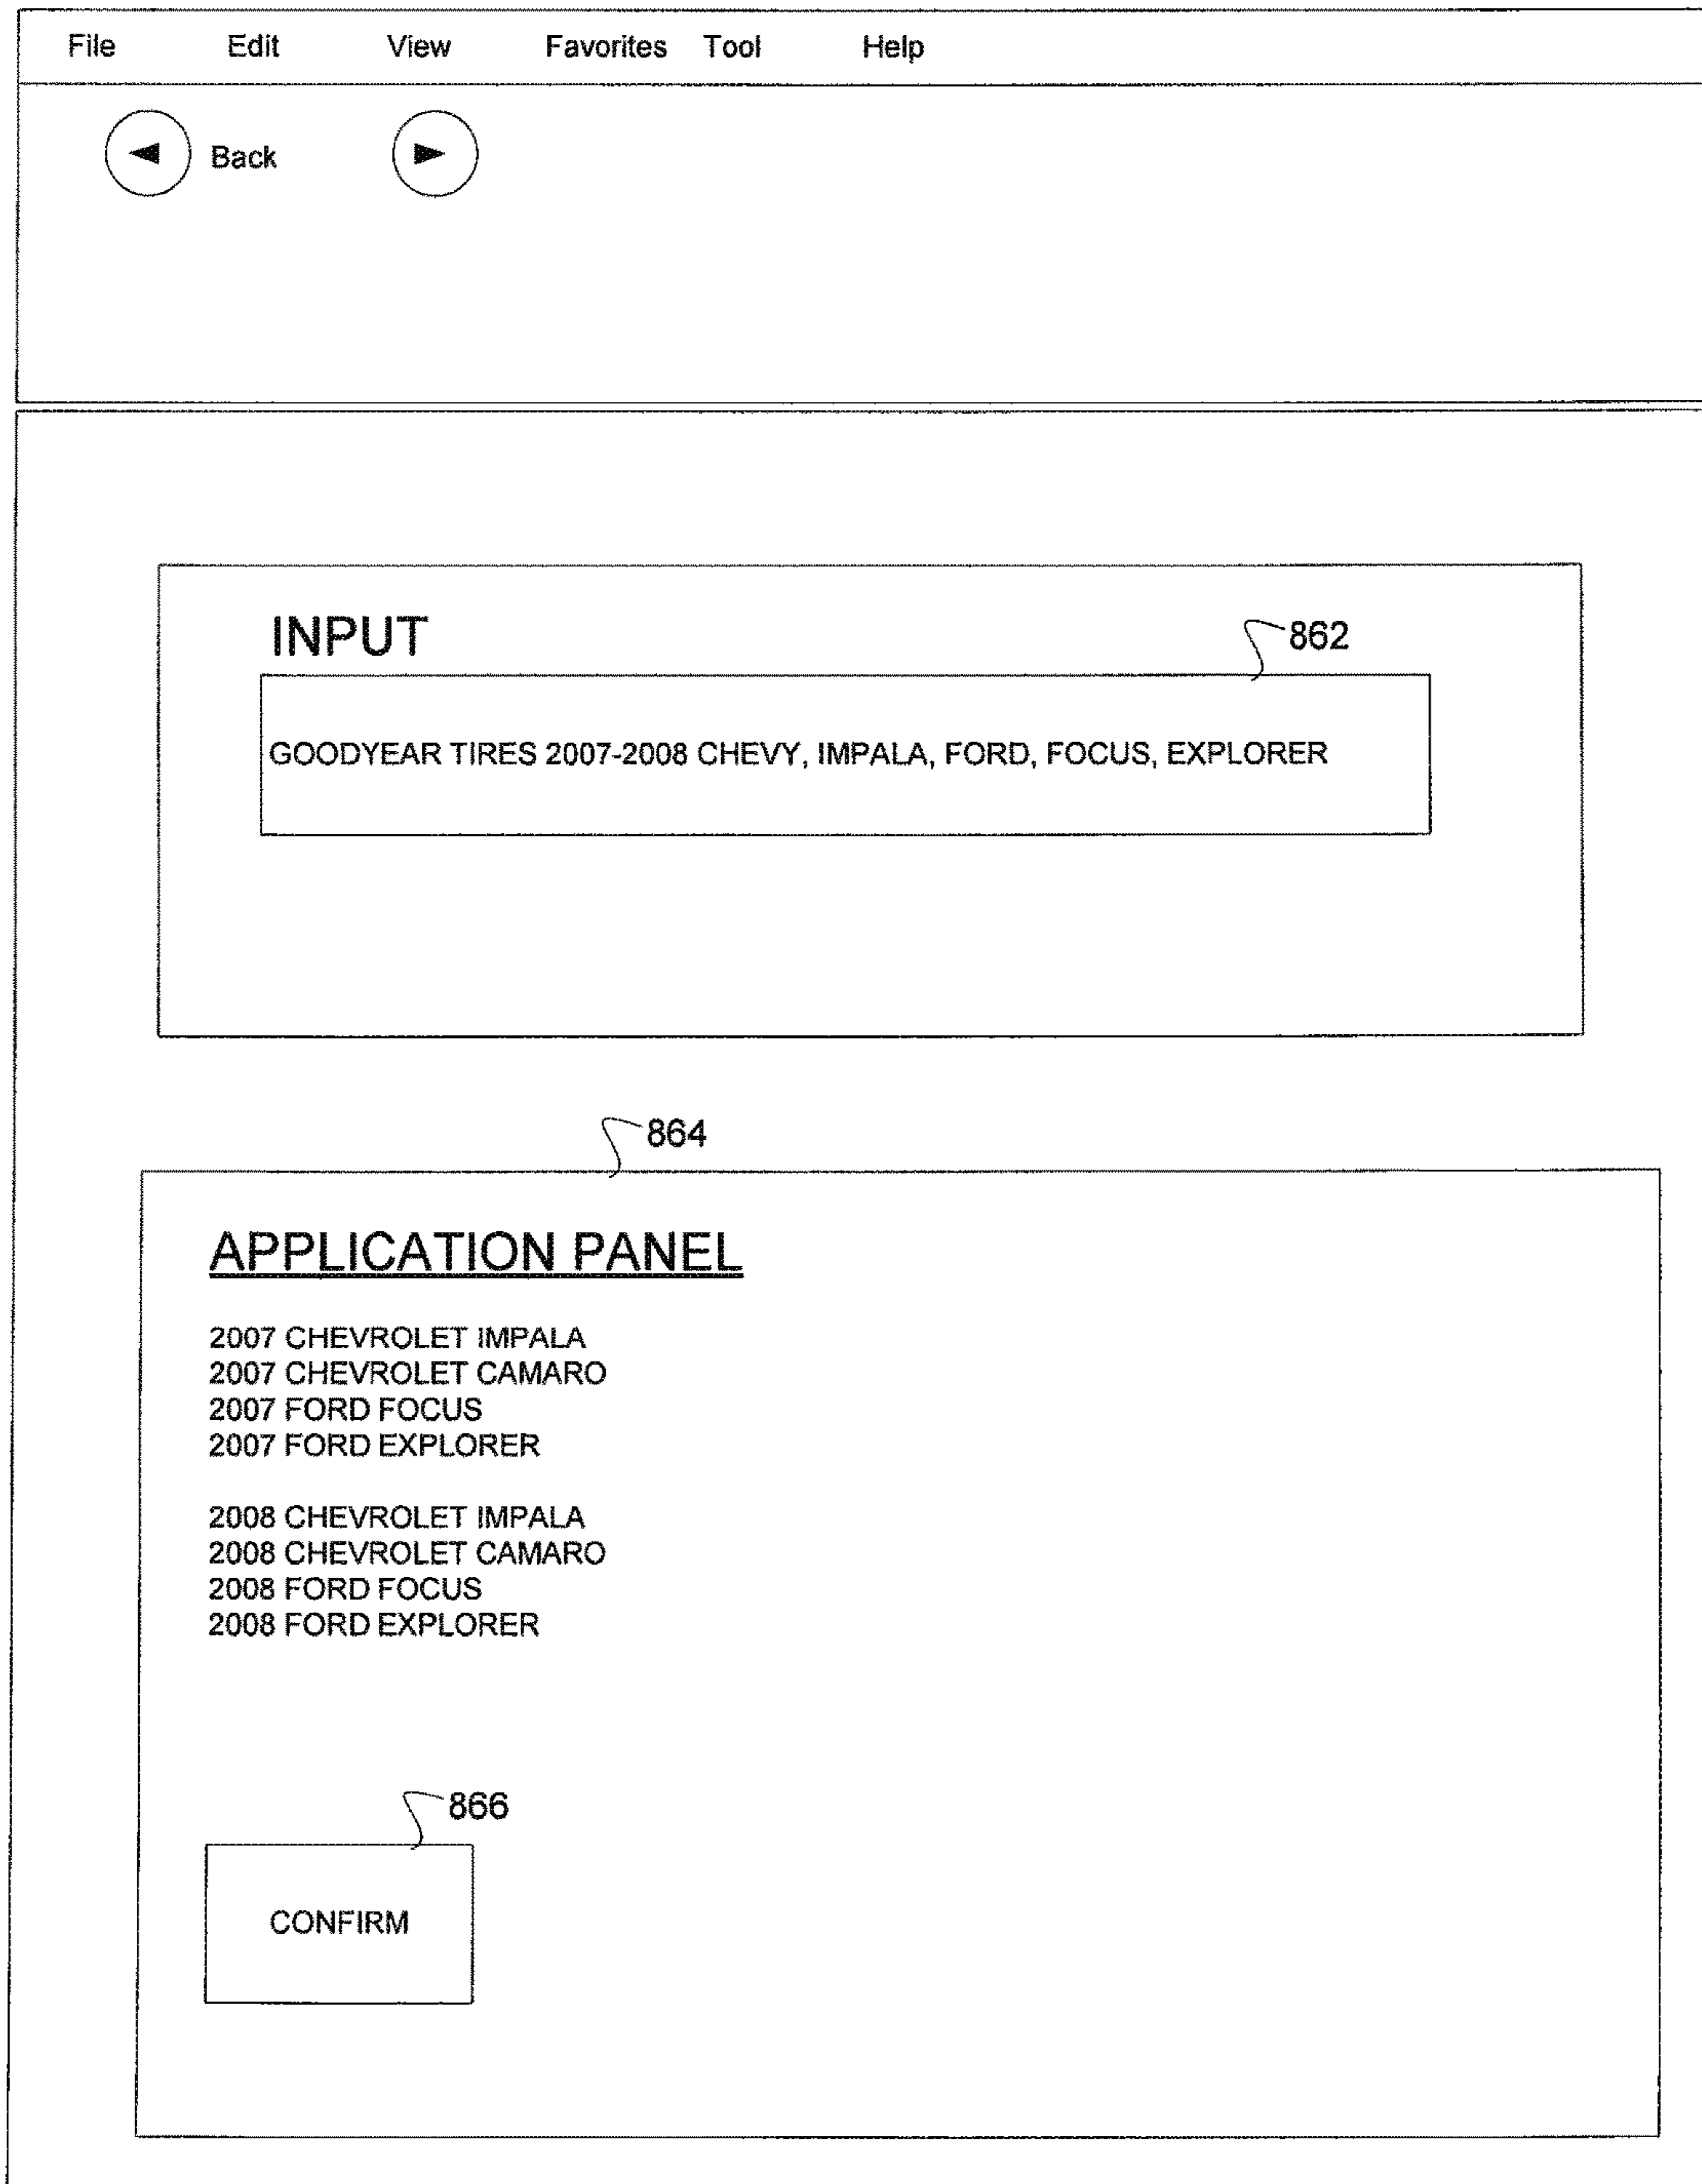 File Edit View Favorites Tool Help
Back
INPUT
862
GOODYEAR TIRES 2007-2008 CHEVY, IMPALA, FORD, FOCUS, EXPLORER
864
APPLICATION PANEL
2007 CHEVROLET IMPALA
2007 CHEVROLET CAMARO
2007 FORD FOCUS
2007 FORD EXPLORER
2008 CHEVROLET IMPALA
2008 CHEVROLET CAMARO
2008 FORD FOCUS
2008 FORD EXPLORER
866
CONFIRM